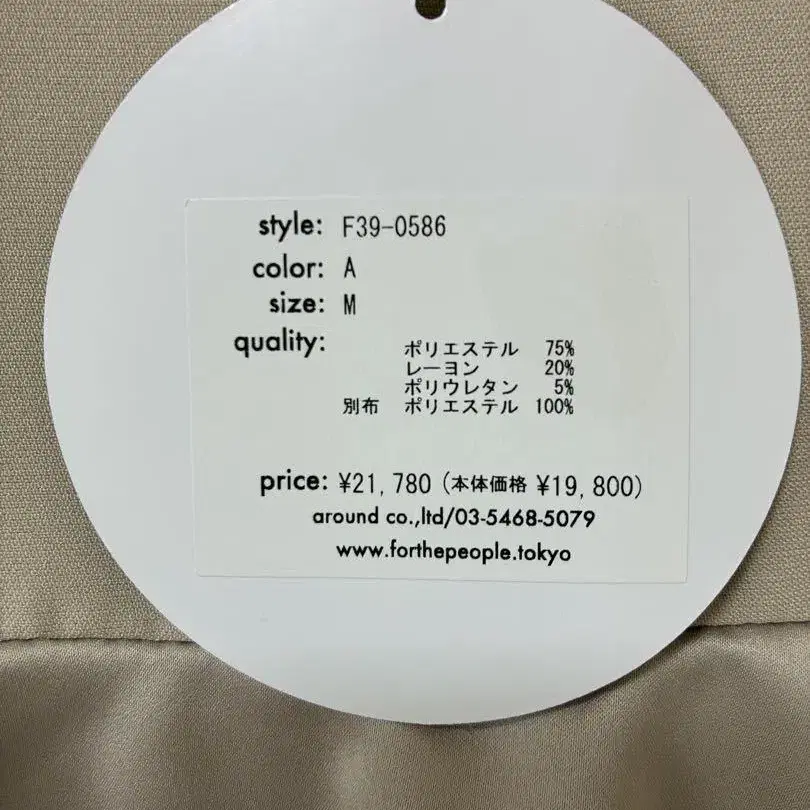 style: F39-0586
color: A
size: M
quality:
ポリエステル 75%
レーヨン 20%
ポリウレタン 5%
別布 ポリエステル 100%
price: ¥21,780 (本体価格 ¥19,800)
around co.,ltd/03-5468-5079
www.forthepeople.tokyo